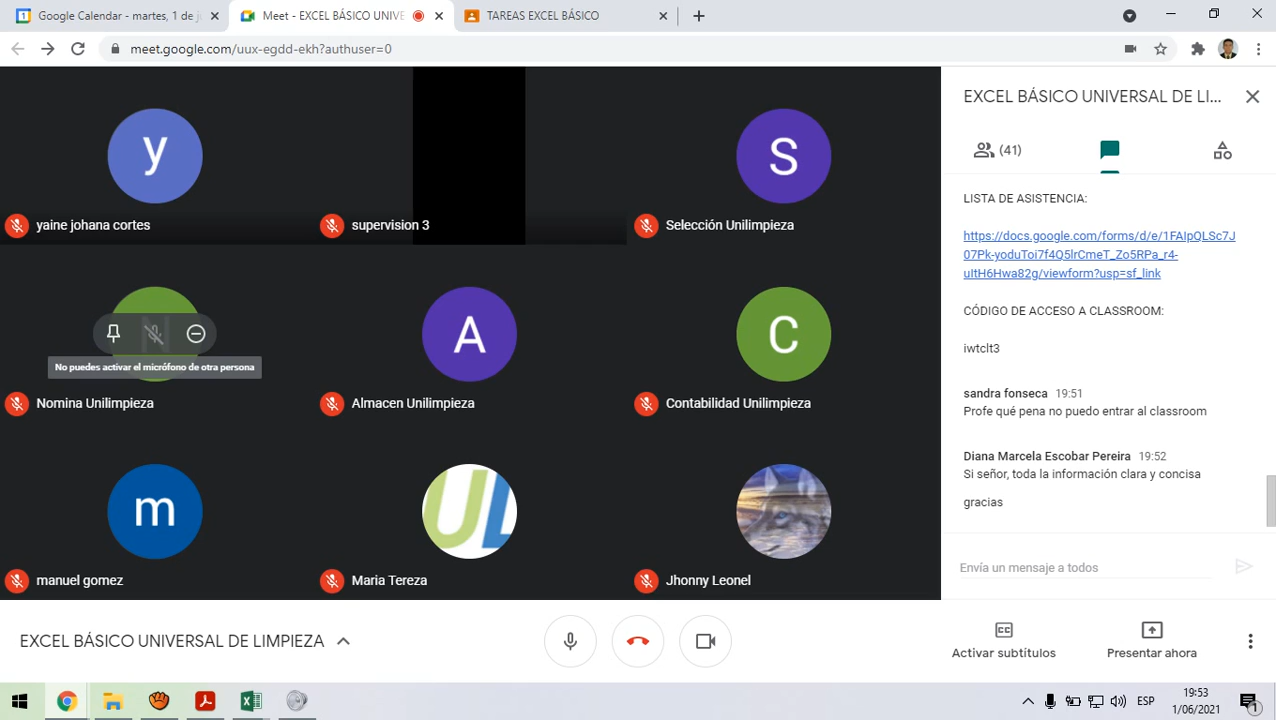 Google Calendar - martes, 1 de j
Meet - EXCEL BÁSICO UNIVE
TAREAS EXCEL BÁSICO
meet.google.com/uux-egdd-ekh?authuser=0
y
yaine johana cortes
supervision 3
S
Selección Unilimpieza
No puedes activar el micrófono de otra persona
Nomina Unilimpieza
A
Almacen Unilimpieza
C
Contabilidad Unilimpieza
m
manuel gomez
UL
Maria Tereza
Jhonny Leonel
EXCEL BÁSICO UNIVERSAL DE LI...
(41)
LISTA DE ASISTENCIA:
https://docs.google.com/forms/d/e/1FAIpQLSc7J
07Pk-yoduToi7f4Q5lrCmeT_Zo5RPa_r4-
uItH6Hwa82g/viewform?usp=sf_link
CÓDIGO DE ACCESO A CLASSROOM:
iwtclt3
sandra fonseca 19:51
Profe qué pena no puedo entrar al classroom
Diana Marcela Escobar Pereira 19:52
Si señor, toda la información clara y concisa
gracias
Envía un mensaje a todos
EXCEL BÁSICO UNIVERSAL DE LIMPIEZA
Activar subtítulos
Presentar ahora
ESP
19:53
1/06/2021
1